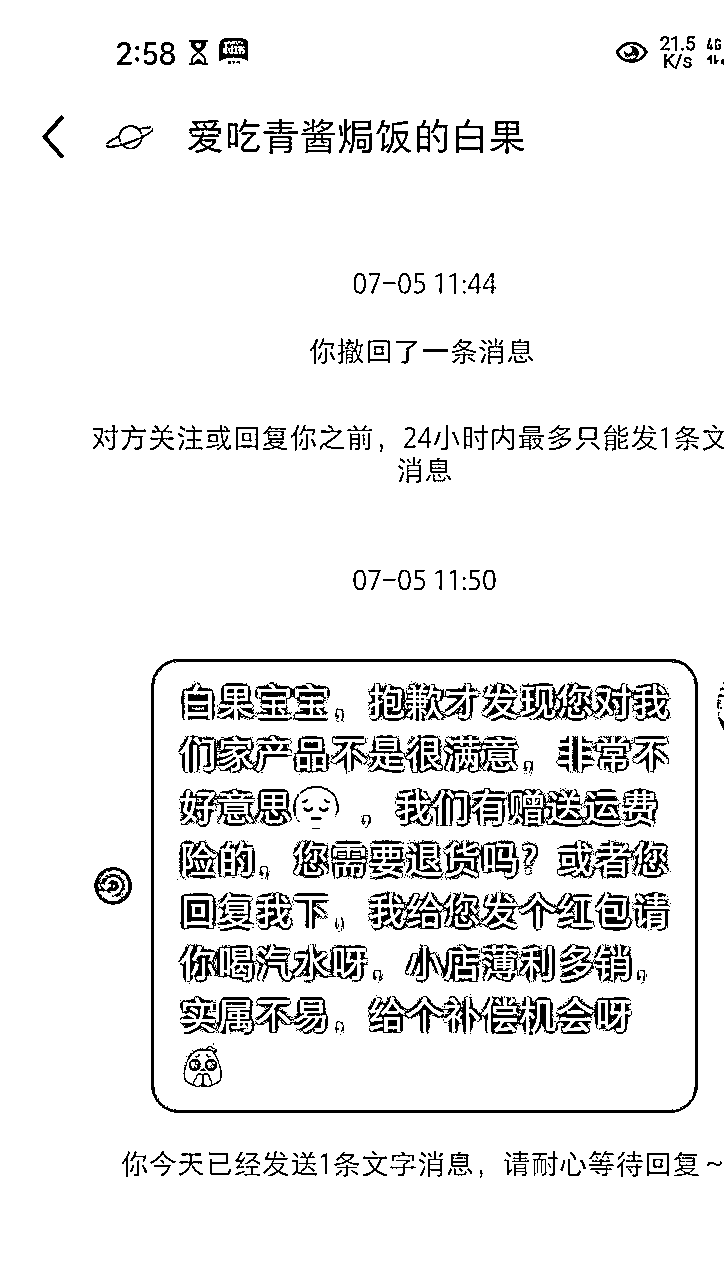 2:58
21.5 K/s 4G
爱吃青酱焗饭的白果
07-05 11:44
你撤回了一条消息
对方关注或回复你之前，24小时内最多只能发1条文
消息
07-05 11:50
白果宝宝，抱歉才发现您对我
们家产品不是很满意，非常不
好意思😔，我们有赠送运费
险的，您需要退货吗？或者您
回复我下，我给您发个红包请
你喝汽水呀。小店薄利多销，
实属不易，给个补偿机会呀
你今天已经发送1条文字消息，请耐心等待回复～